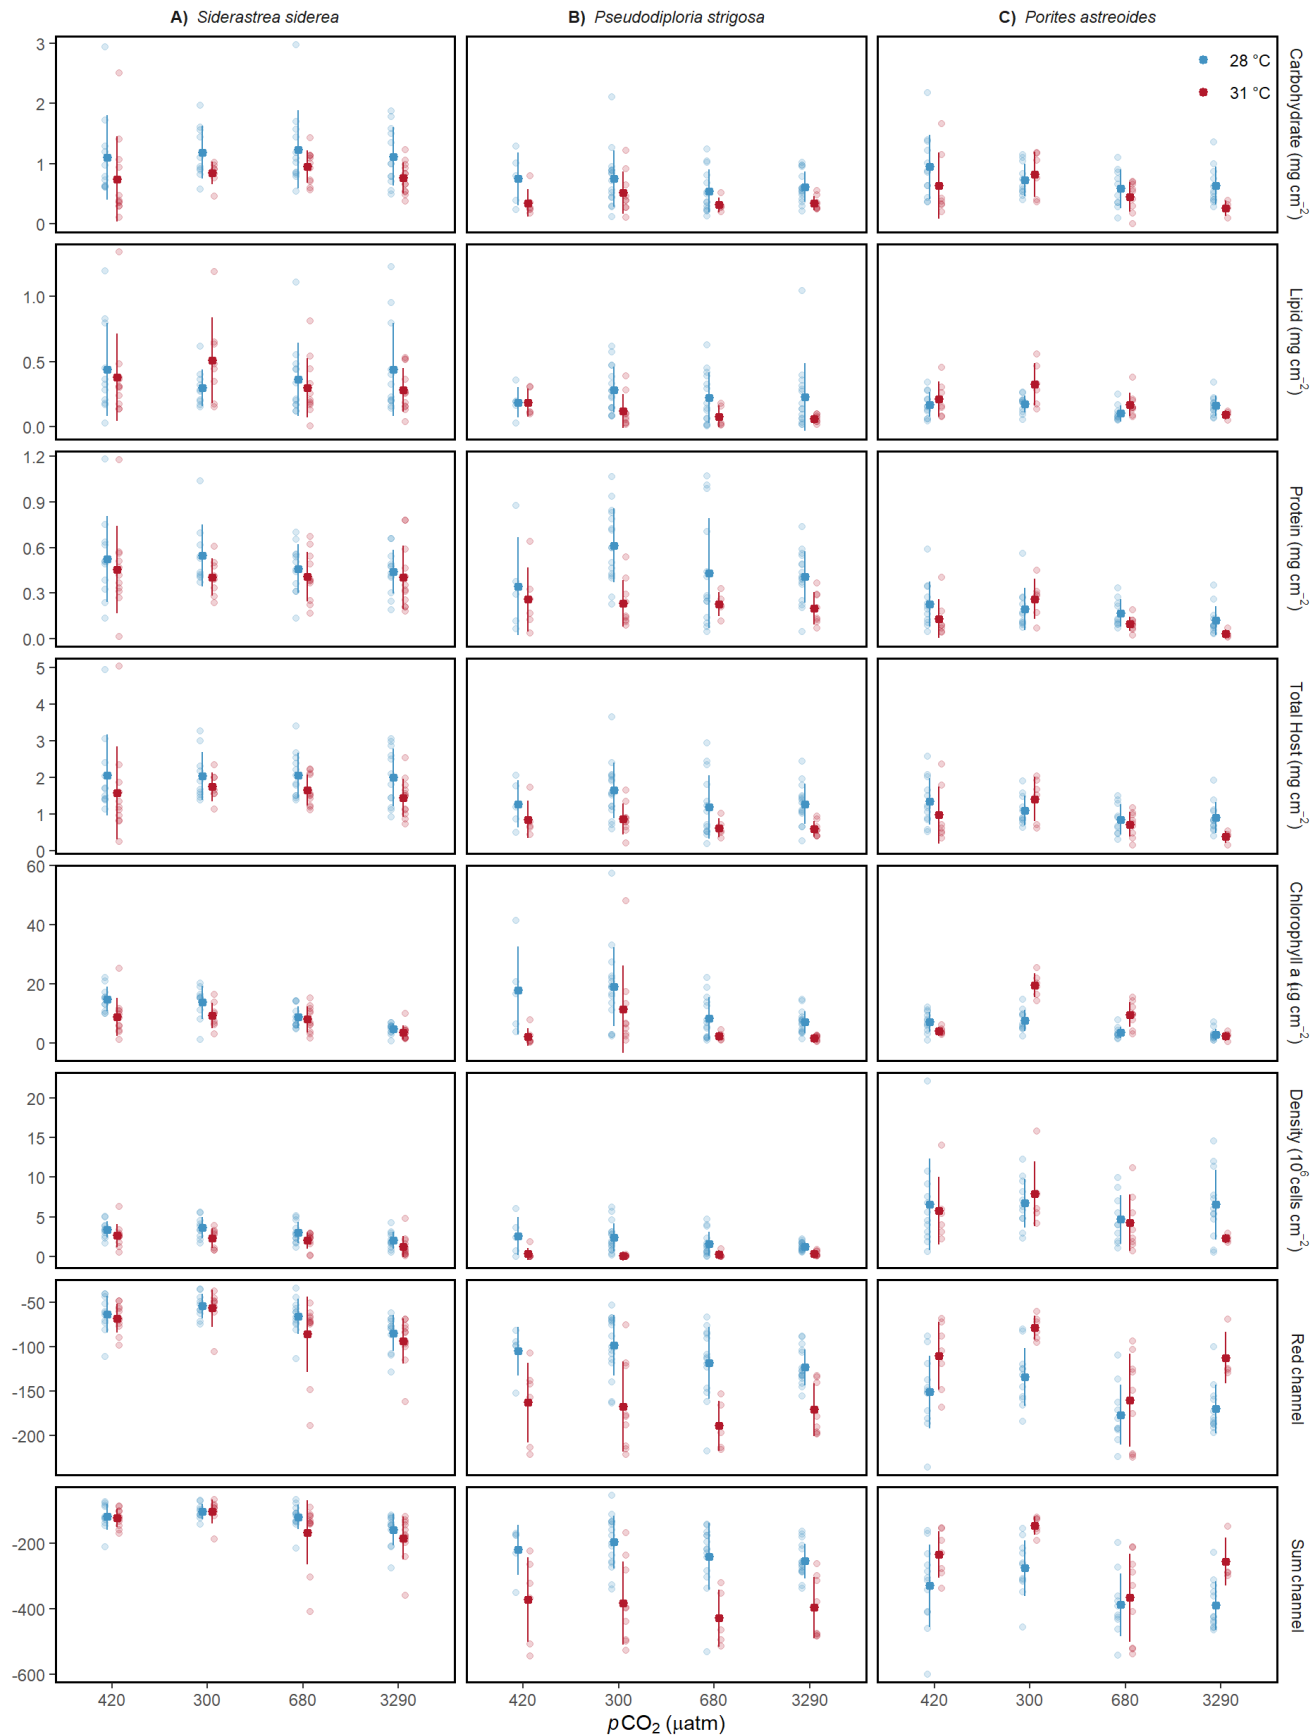 A) Siderastrea siderea
B) Pseudodiploria strigosa
C) Porites astreoides
28 °C
31 °C
3
2
1
0
Carbohydrate (mg cm⁻²)
1.0
0.5
0.0
Lipid (mg cm⁻²)
1.2
0.9
0.6
0.3
0.0
Protein (mg cm⁻²)
5
4
3
2
1
0
Total Host (mg cm⁻²)
60
40
20
0
Chlorophyll a (µg cm⁻²)
20
15
10
5
0
Density (10⁶cells cm⁻²)
-50
-100
-150
-200
Red channel
-200
-400
-600
Sum channel
420 300 680 3290
420 300 680 3290
420 300 680 3290
pCO₂ (µatm)